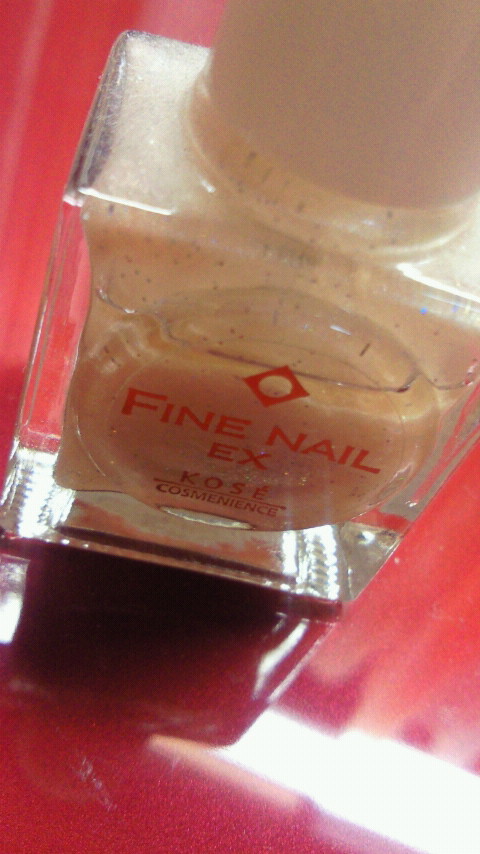 FINE NAIL
EX
KOSÉ
COSMENIENCE